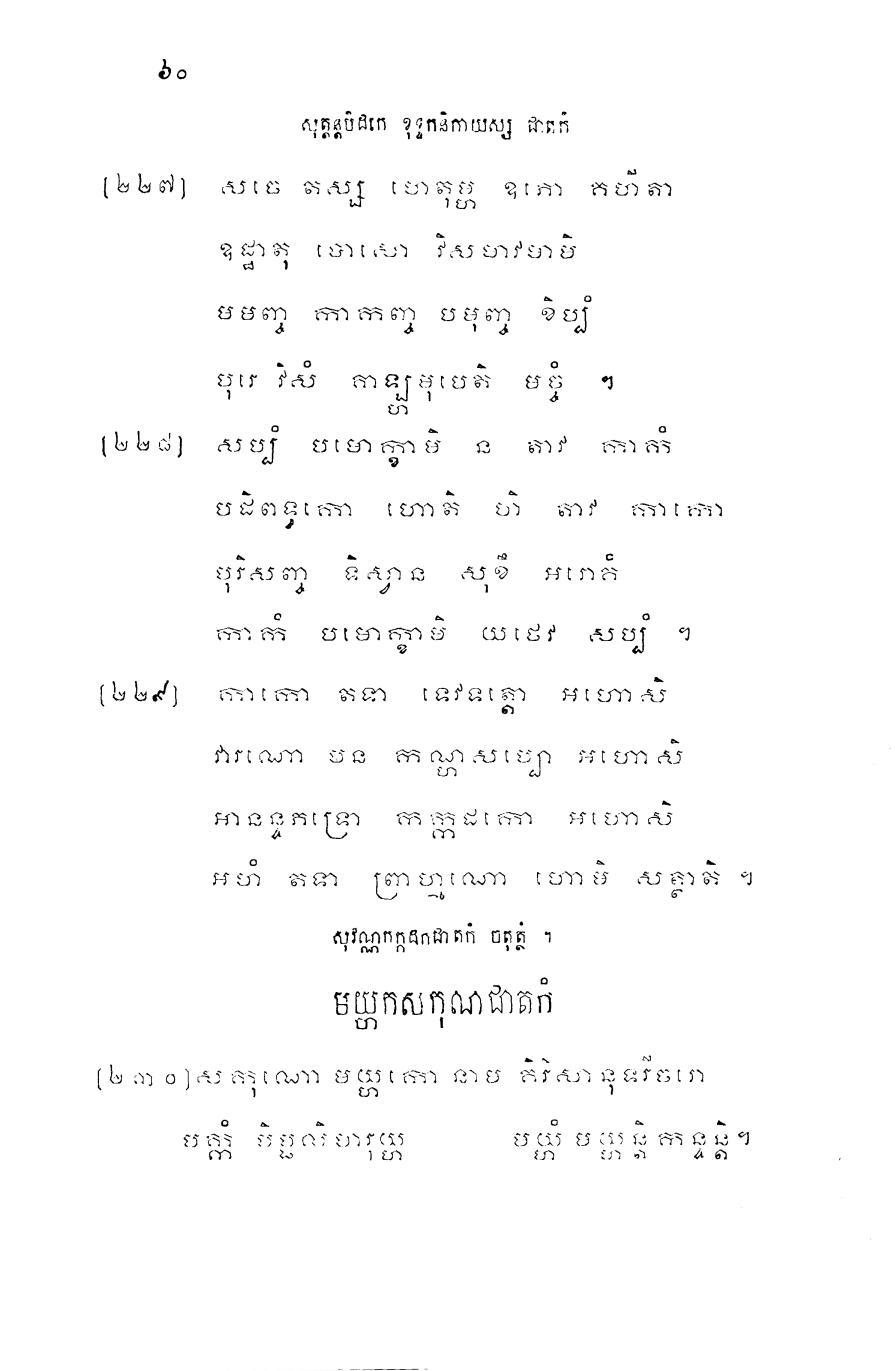 ៦០
សុត្តន្តបិដកេ ខុទ្ទកនិកាយស្ស ជាតកំ
[២២៧] សចេ តស្ស ហេតុម្ហ ឧភោ គហីតា
ឧដ្ឋាតុ បោសោ វិសមាវមាមិ
មមញ្ច កាកញ្ច បមុញ្ច ខិប្បំ
បុរេ វិសំ គាឡ្ហមុបេតិ មច្ចំ ។
[២២៨] សប្បំ បមោក្ខាមិ ន តាវ កាកំ
បដិពទ្ធកោ ហោតិ ហិ តាវ កាកោ
បុរិសញ្ច ទិស្វាន សុខឹ អរោគំ
កាកំ បមោក្ខាមិ យថេវ សប្បំ ។
[២២៩] កាកោ តទា ទេវទត្តោ អហោសិ
វារណោ បន កណ្ហសប្បោ អហោសិ
អានន្ទភទ្រោ កក្កដកោ អហោសិ
អហំ តទា ព្រាហ្មណោ ហោមិ សត្ថាតិ ។
សុវណ្ណកក្កដកជាតកំ ចតុត្ថំ ។
មយ្ហកសកុណជាតកំ
[២៣០] សកុណោ មយ្ហកោ នាម គិរិសានុទរីចរោ
បក្កំ បិប្ផលិមារុយ្ហ មយ្ហំ មយ្ហន្តិ កន្ទន្តិ។